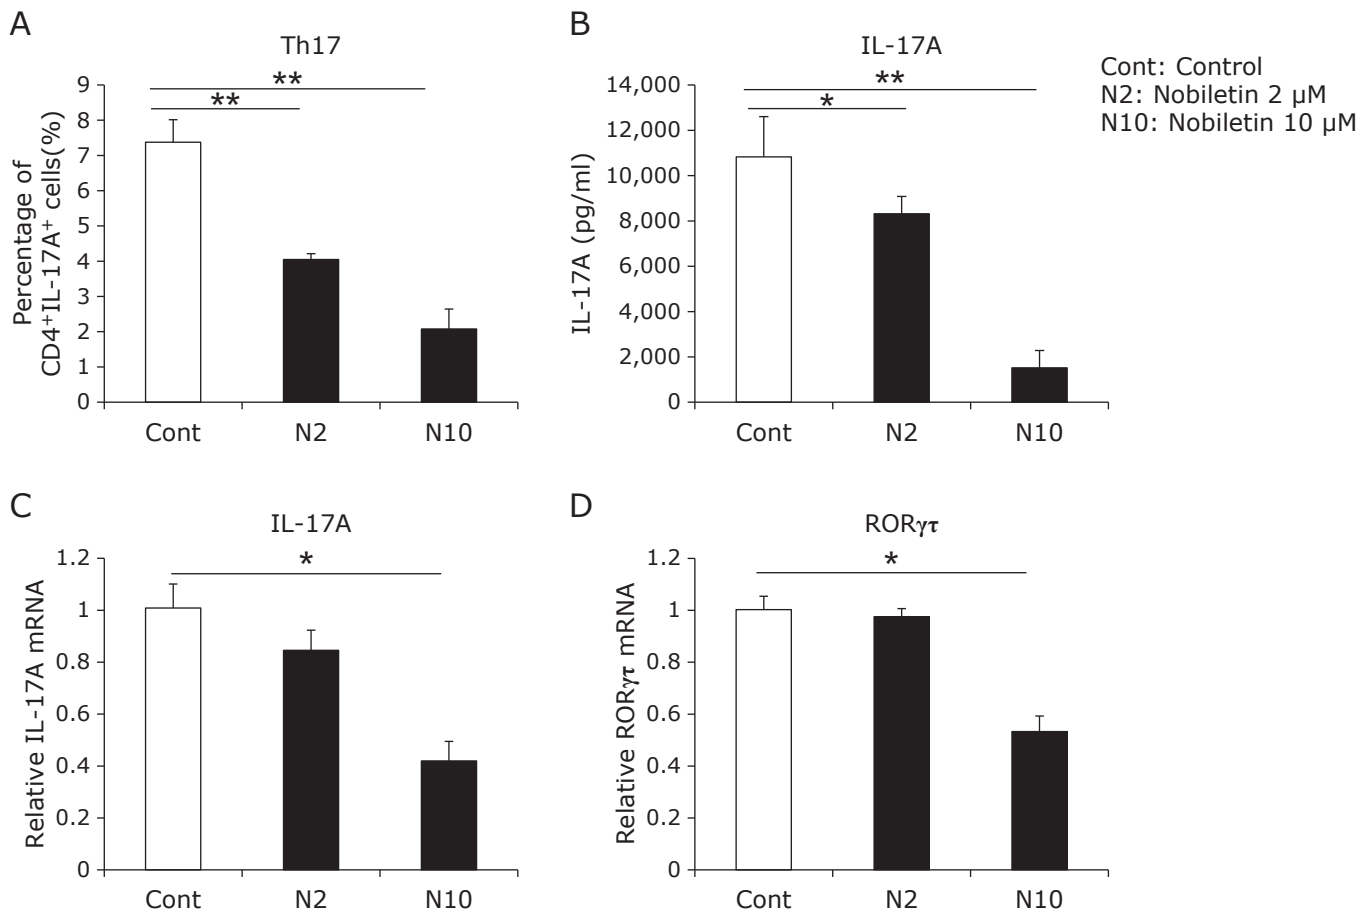 A
Th17
**
**
9
8
7
6
5
4
3
2
1
0
Percentage of
CD4⁺IL-17A⁺ cells(%)
Cont N2 N10
B
IL-17A
**
*
14,000
12,000
10,000
8,000
6,000
4,000
2,000
0
IL-17A (pg/ml)
Cont N2 N10
Cont: Control
N2: Nobiletin 2 µM
N10: Nobiletin 10 µM
C
IL-17A
*
1.2
1
0.8
0.6
0.4
0.2
0
Relative IL-17A mRNA
Cont N2 N10
D
RORγτ
*
1.2
1
0.8
0.6
0.4
0.2
0
Relative RORγτ mRNA
Cont N2 N10